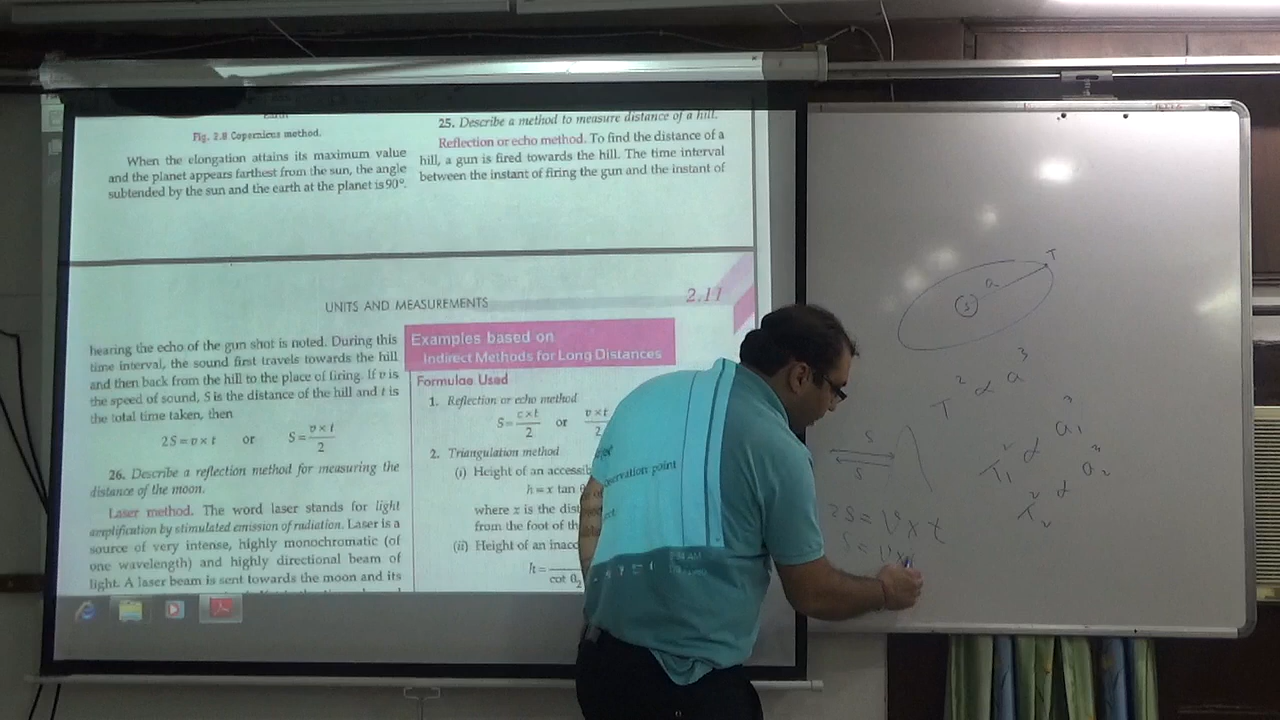 Fig. 2.8 Copernicus method.
When the elongation attains its maximum value
and the planet appears farthest from the sun, the angle
subtended by the sun and the earth at the planet is 90°.
25. Describe a method to measure distance of a hill.
Reflection or echo method. To find the distance of a
hill, a gun is fired towards the hill. The time interval
between the instant of firing the gun and the instant of
UNITS AND MEASUREMENTS
2.11
hearing the echo of the gun shot is noted. During this
time interval, the sound first travels towards the hill
and then back from the hill to the place of firing. If υ is
the speed of sound, S is the distance of the hill and t is
the total time taken, then
2S = υ × t or S = υ × t / 2
26. Describe a reflection method for measuring the
distance of the moon.
Laser method. The word laser stands for light
amplification by stimulated emission of radiation. Laser is a
source of very intense, highly monochromatic (of
one wavelength) and highly directional beam of
light. A laser beam is sent towards the moon and its
Examples based on
Indirect Methods for Long Distances
Formulae Used
1. Reflection or echo method
S = c × t / 2 or υ × t / 2
2. Triangulation method
(i) Height of an accessib
h = x tan θ
where x is the dist
from the foot of th
(ii) Height of an inacc
h =
cot θ₂
observation point
T
a
S
T² ∝ a³
T₁² ∝ a₁³
T₂² ∝ a₂³
S
S
2S = V × t
S = V ×